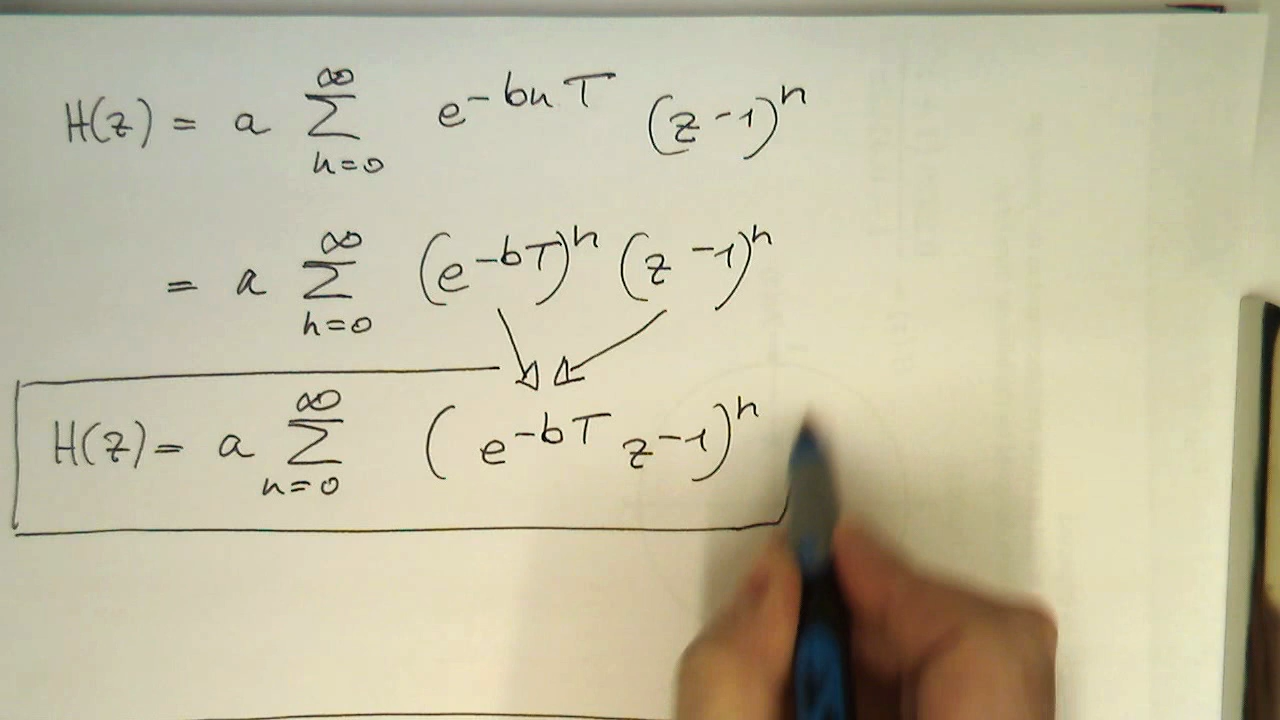 H(z) = a ∞ ∑ n=0 e^{-bnT} (z^{-1})^n
= a ∞ ∑ n=0 (e^{-bT})^n (z^{-1})^n
H(z) = a ∞ ∑ n=0 (e^{-bT} z^{-1})^n